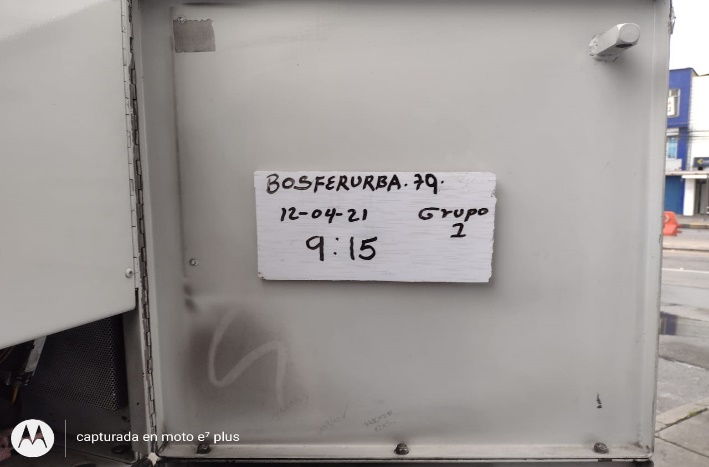 BOSFERURBA.79.
12-04-21 Grupo
1
9:15
capturada en moto e⁷ plus